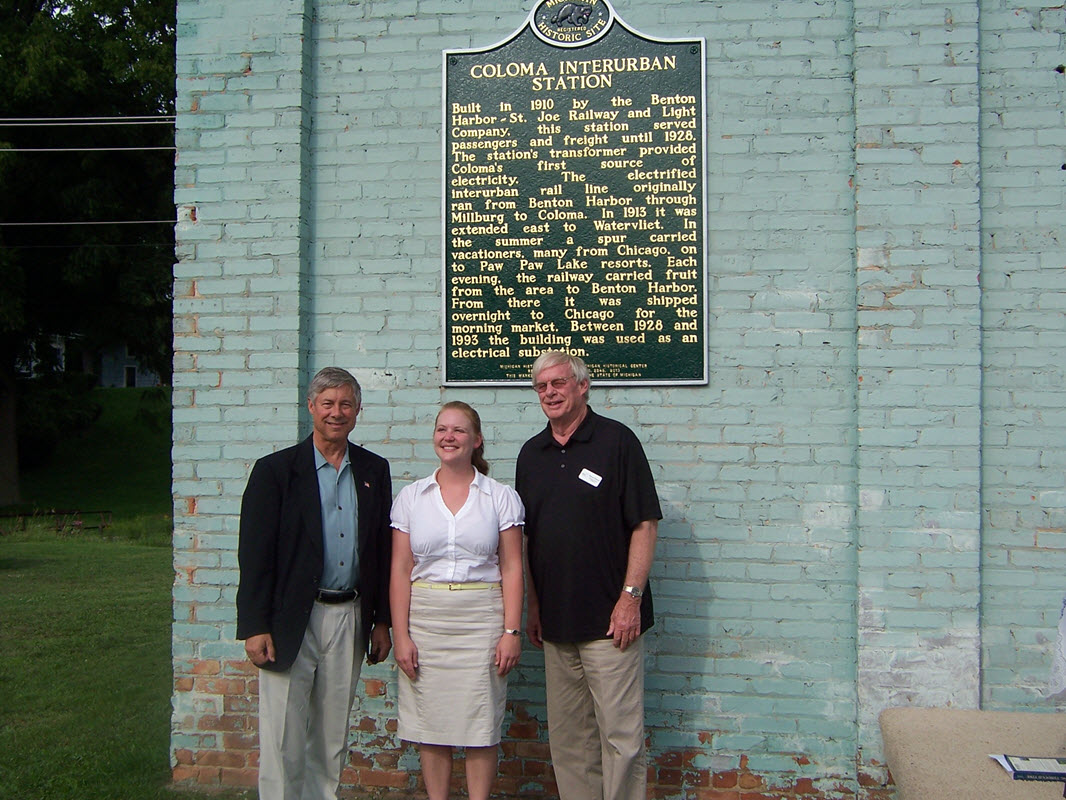 MICHIGAN
REGISTERED
HISTORIC SITE
COLOMA INTERURBAN
STATION
Built in 1910 by the Benton
Harbor - St. Joe Railway and Light
Company, this station served
passengers and freight until 1928.
The station's transformer provided
Coloma's first source of
electricity. The electrified
interurban rail line originally
ran from Benton Harbor through
Millburg to Coloma. In 1913 it was
extended east to Watervliet. In
the summer a spur carried
vacationers, many from Chicago, on
to Paw Paw Lake resorts. Each
evening, the railway carried fruit
from the area to Benton Harbor.
From there it was shipped
overnight to Chicago for the
morning market. Between 1928 and
1993 the building was used as an
electrical substation.
HISTORICAL CENTER
STATE OF MICHIGAN